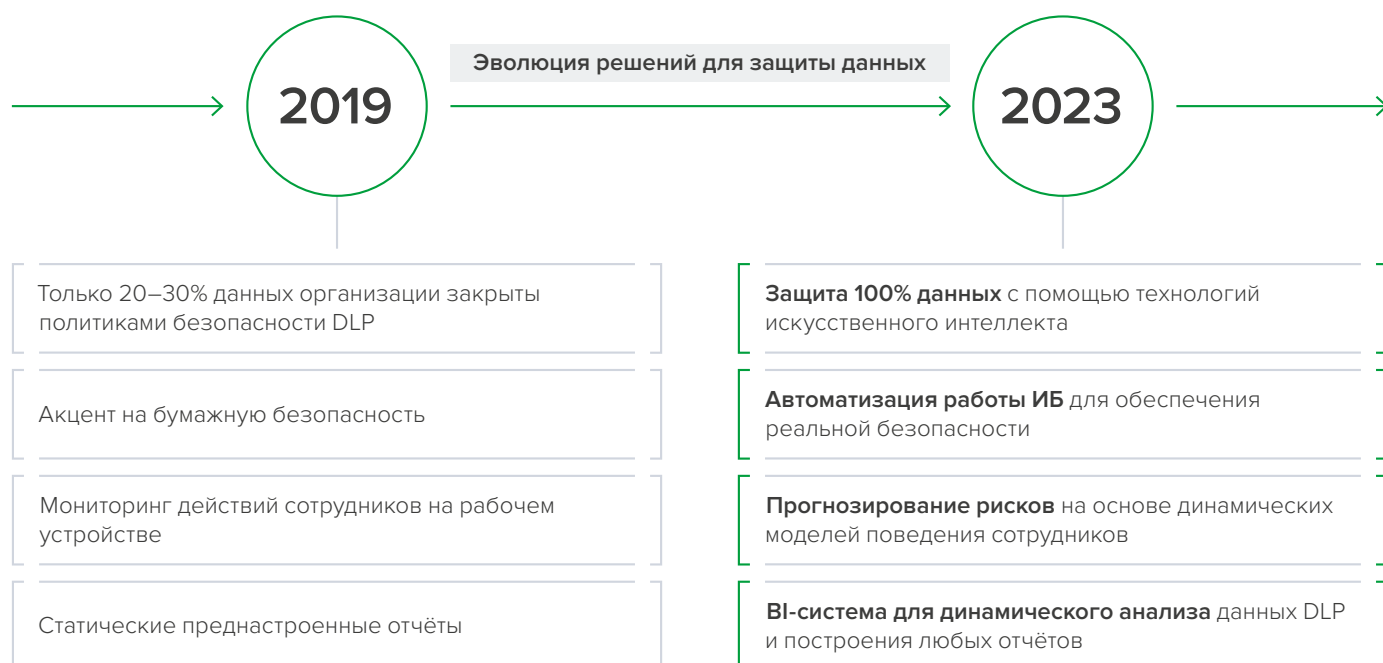 Эволюция решений для защиты данных
2019
2023
Только 20–30% данных организации закрыты
политиками безопасности DLP
Защита 100% данных с помощью технологий
искусственного интеллекта
Акцент на бумажную безопасность
Автоматизация работы ИБ для обеспечения
реальной безопасности
Мониторинг действий сотрудников на рабочем
устройстве
Прогнозирование рисков на основе динамических
моделей поведения сотрудников
Статические преднастроенные отчёты
BI-система для динамического анализа данных DLP
и построения любых отчётов